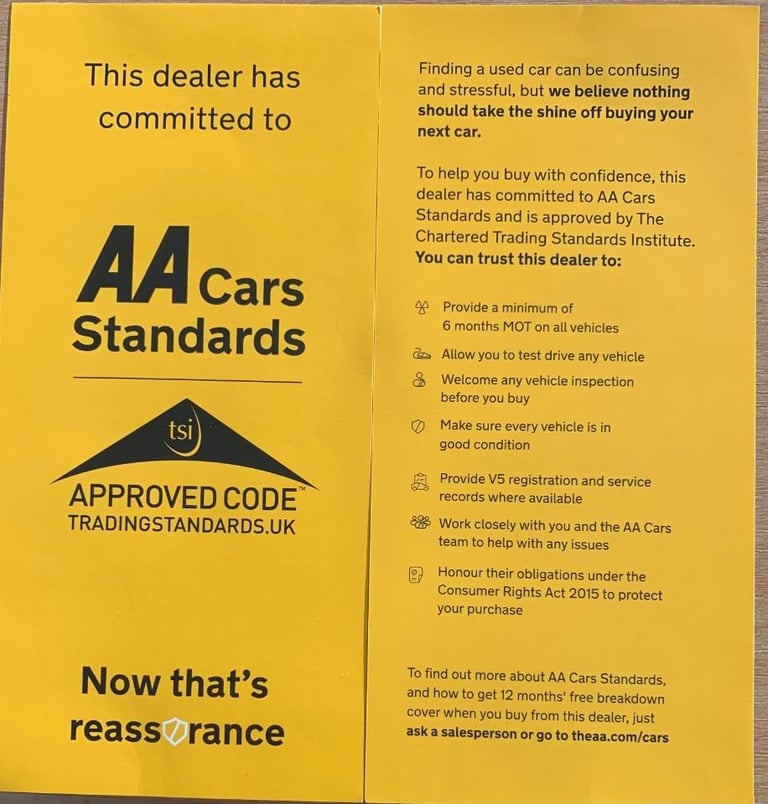 This dealer has
committed to
AA Cars
Standards
tsi
APPROVED CODE™
TRADINGSTANDARDS.UK
Now that's
reassurance
Finding a used car can be confusing
and stressful, but we believe nothing
should take the shine off buying your
next car.
To help you buy with confidence, this
dealer has committed to AA Cars
Standards and is approved by The
Chartered Trading Standards Institute.
You can trust this dealer to:
Provide a minimum of
6 months MOT on all vehicles
Allow you to test drive any vehicle
Welcome any vehicle inspection
before you buy
Make sure every vehicle is in
good condition
Provide V5 registration and service
records where available
Work closely with you and the AA Cars
team to help with any issues
Honour their obligations under the
Consumer Rights Act 2015 to protect
your purchase
To find out more about AA Cars Standards,
and how to get 12 months' free breakdown
cover when you buy from this dealer, just
ask a salesperson or go to theaa.com/cars